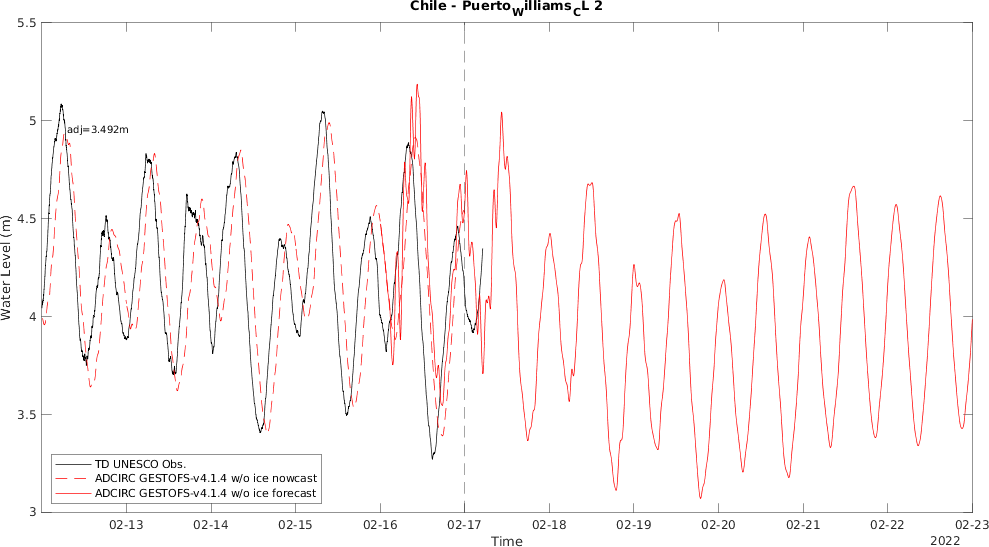 Chile - PuertoWilliamsCL 2
5.5
5
4.5
4
3.5
3
Water Level (m)
adj=3.492m
TD UNESCO Obs.
ADCIRC GESTOFS-v4.1.4 w/o ice nowcast
ADCIRC GESTOFS-v4.1.4 w/o ice forecast
02-13 02-14 02-15 02-16 02-17 02-18 02-19 02-20 02-21 02-22 02-23
Time
2022